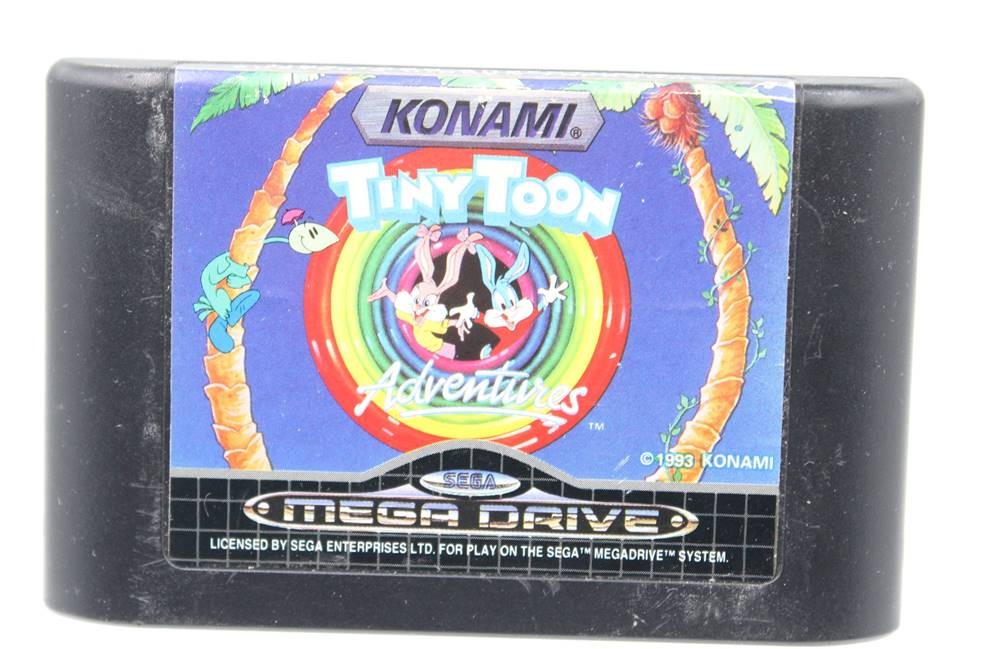 KONAMI®
TINY TOON
Adventures
™
© 1993 KONAMI
SEGA
MEGA DRIVE
LICENSED BY SEGA ENTERPRISES LTD. FOR PLAY ON THE SEGA™ MEGADRIVE™ SYSTEM.